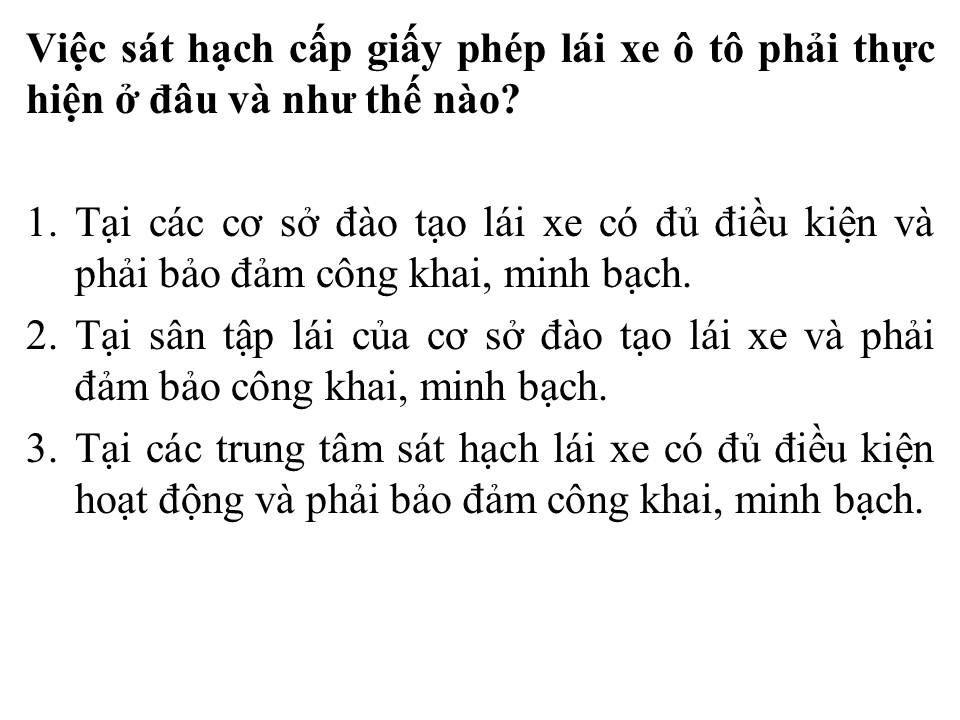 Việc sát hạch cấp giấy phép lái xe ô tô phải thực
hiện ở đâu và như thế nào?
1. Tại các cơ sở đào tạo lái xe có đủ điều kiện và
phải bảo đảm công khai, minh bạch.
2. Tại sân tập lái của cơ sở đào tạo lái xe và phải
đảm bảo công khai, minh bạch.
3. Tại các trung tâm sát hạch lái xe có đủ điều kiện
hoạt động và phải bảo đảm công khai, minh bạch.